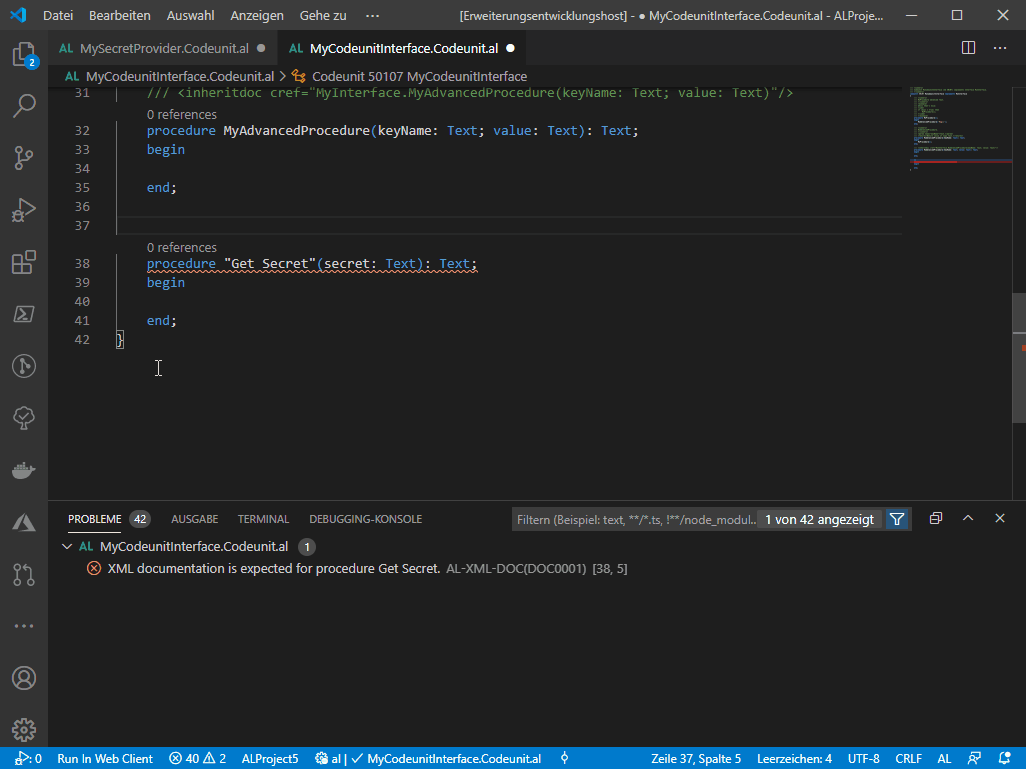 Datei Bearbeiten Auswahl Anzeigen Gehe zu ··· [Erweiterungsentwicklungshost] - ● MyCodeunitInterface.Codeunit.al - ALProje...
AL MySecretProvider.Codeunit.al ● AL MyCodeunitInterface.Codeunit.al ●
AL MyCodeunitInterface.Codeunit.al > Codeunit 50107 MyCodeunitInterface
2
31 /// <inheritdoc cref="MyInterface.MyAdvancedProcedure(keyName: Text; value: Text)"/>
0 references
32 procedure MyAdvancedProcedure(keyName: Text; value: Text): Text;
33 begin
34
35 end;
36
37
0 references
38 procedure "Get Secret"(secret: Text): Text;
39 begin
40
41 end;
42 }
PROBLEME 42 AUSGABE TERMINAL DEBUGGING-KONSOLE Filtern (Beispiel: text, **/*.ts, !**/node_modul... 1 von 42 angezeigt
AL MyCodeunitInterface.Codeunit.al 1
XML documentation is expected for procedure Get Secret. AL-XML-DOC(DOC0001) [38, 5]
0 Run In Web Client 40 2 ALProject5 al | ✓ MyCodeunitInterface.Codeunit.al Zeile 37, Spalte 5 Leerzeichen: 4 UTF-8 CRLF AL